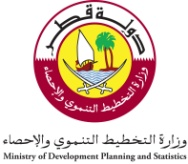 دولة قطر
وزارة التخطيط التنموي والإحصاء
وزارة التخطيط التنموي والإحصاء
Ministry of Development Planning and Statistics